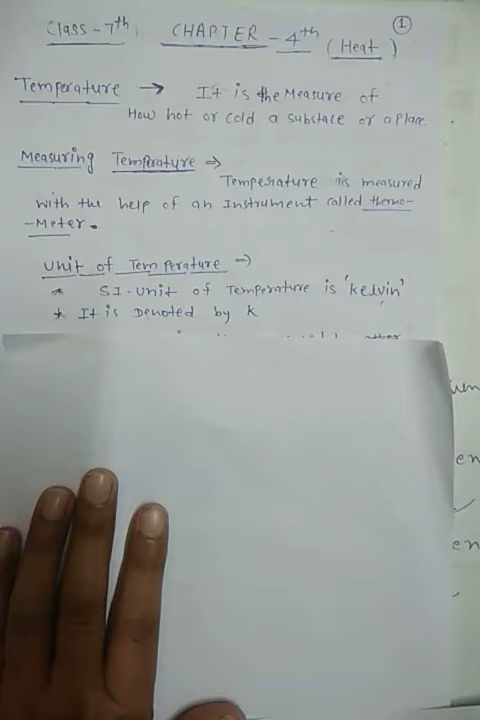 ①
Class - 7th: CHAPTER - 4th (Heat)
Temperature → It is the Measure of
How hot or cold a substace or a place.
Measuring Temperature ⇒
Temperature is measured
with the help of an Instrument called thermo-
-Meter.
Unit of Temperature ⇒
* SI-Unit of Temperature is 'kelvin'
* It is Denoted by k
en
en